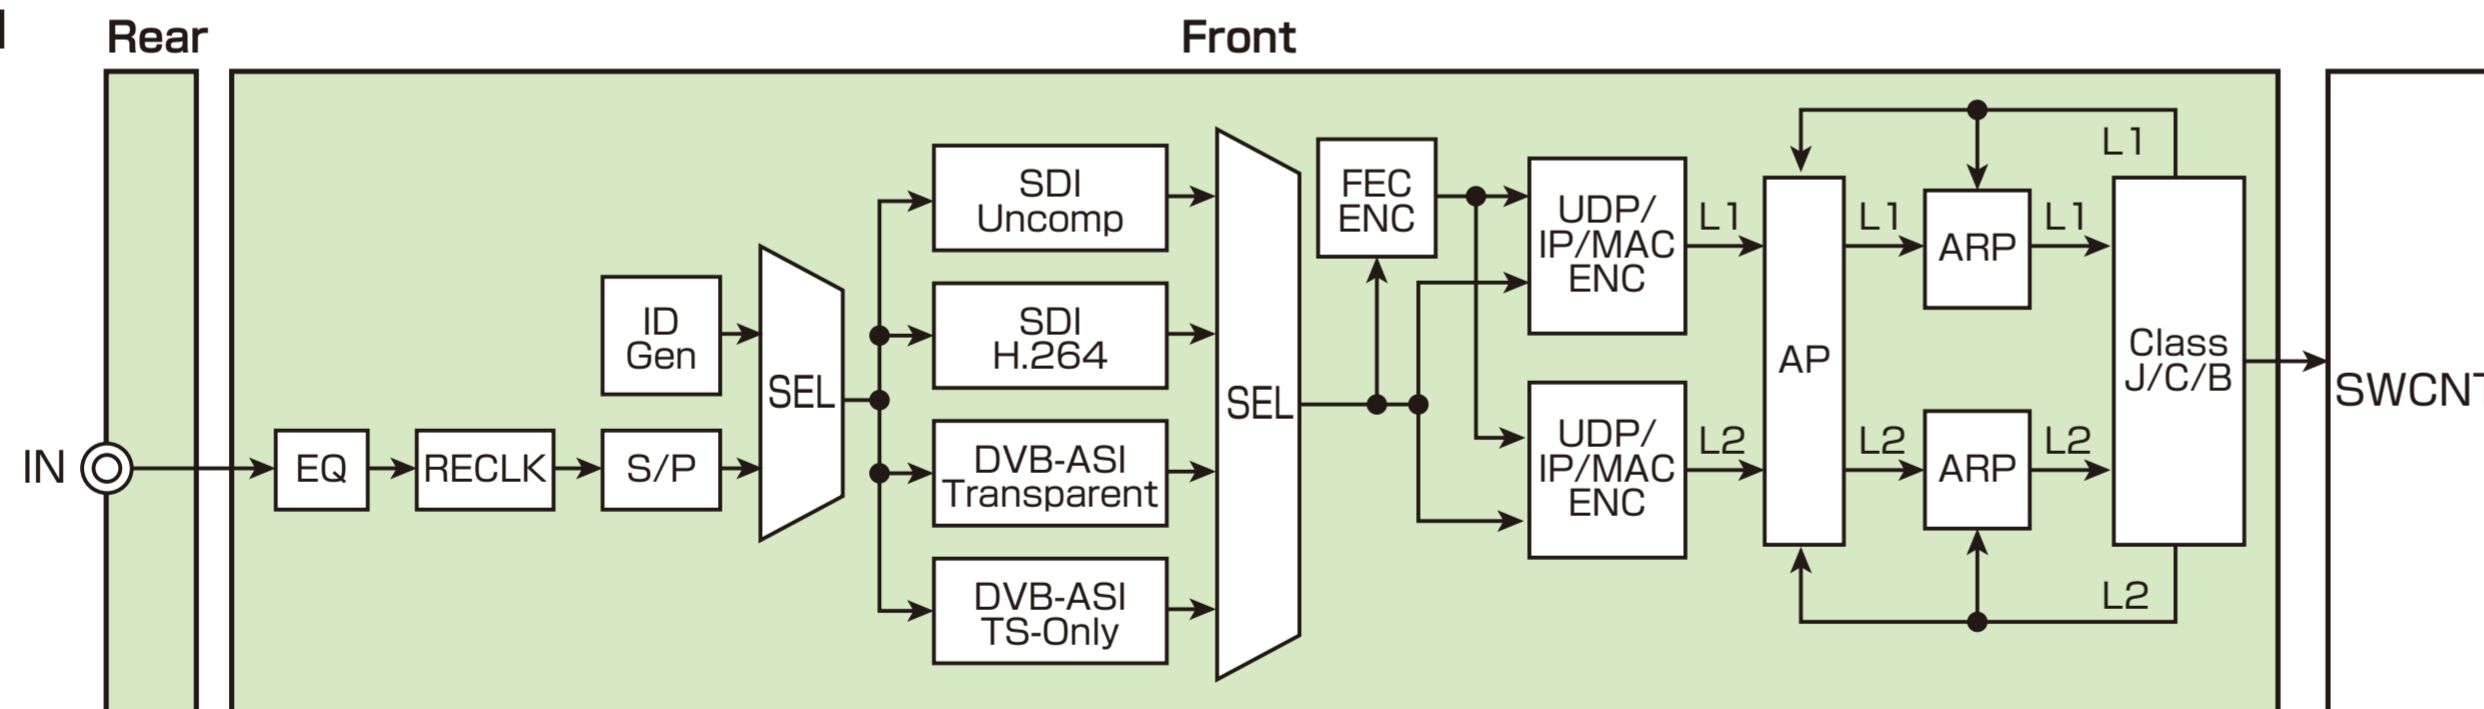 Rear
Front
SDI
Uncomp
FEC
ENC
UDP/
IP/MAC
ENC
L1
L1
L1
L1
ARP
ID
Gen
SEL
SDI
H.264
SEL
AP
Class
J/C/B
SWCNT
IN
EQ
RECLK
S/P
DVB-ASI
Transparent
UDP/
IP/MAC
ENC
L2
L2
ARP
L2
DVB-ASI
TS-Only
L2